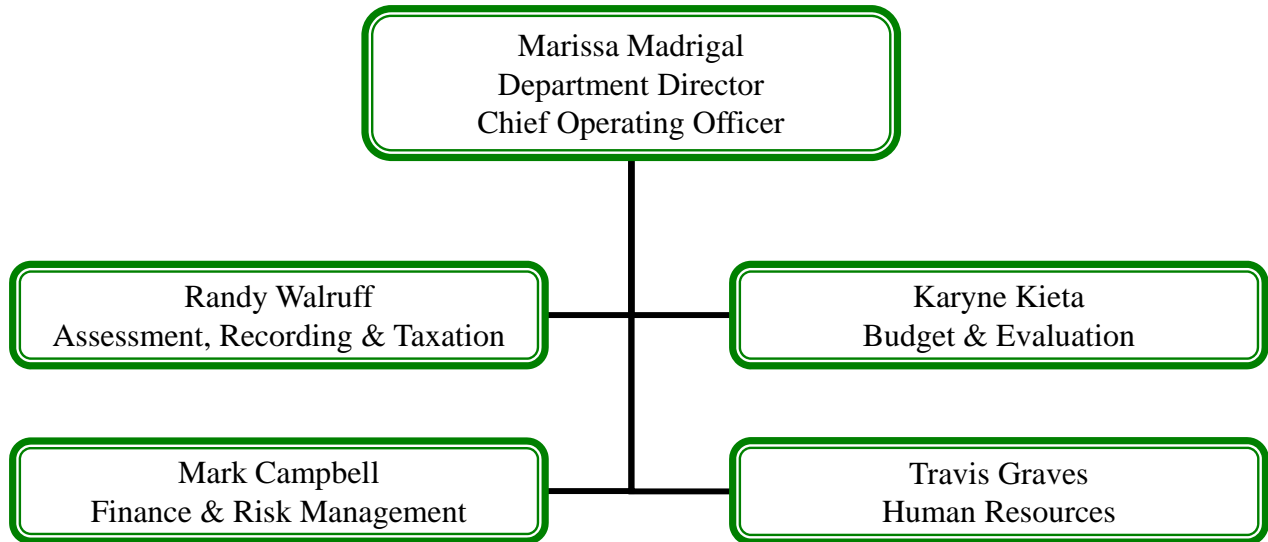 Marissa Madrigal
Department Director
Chief Operating Officer
Randy Walruff
Assessment, Recording & Taxation
Karyne Kieta
Budget & Evaluation
Mark Campbell
Finance & Risk Management
Travis Graves
Human Resources